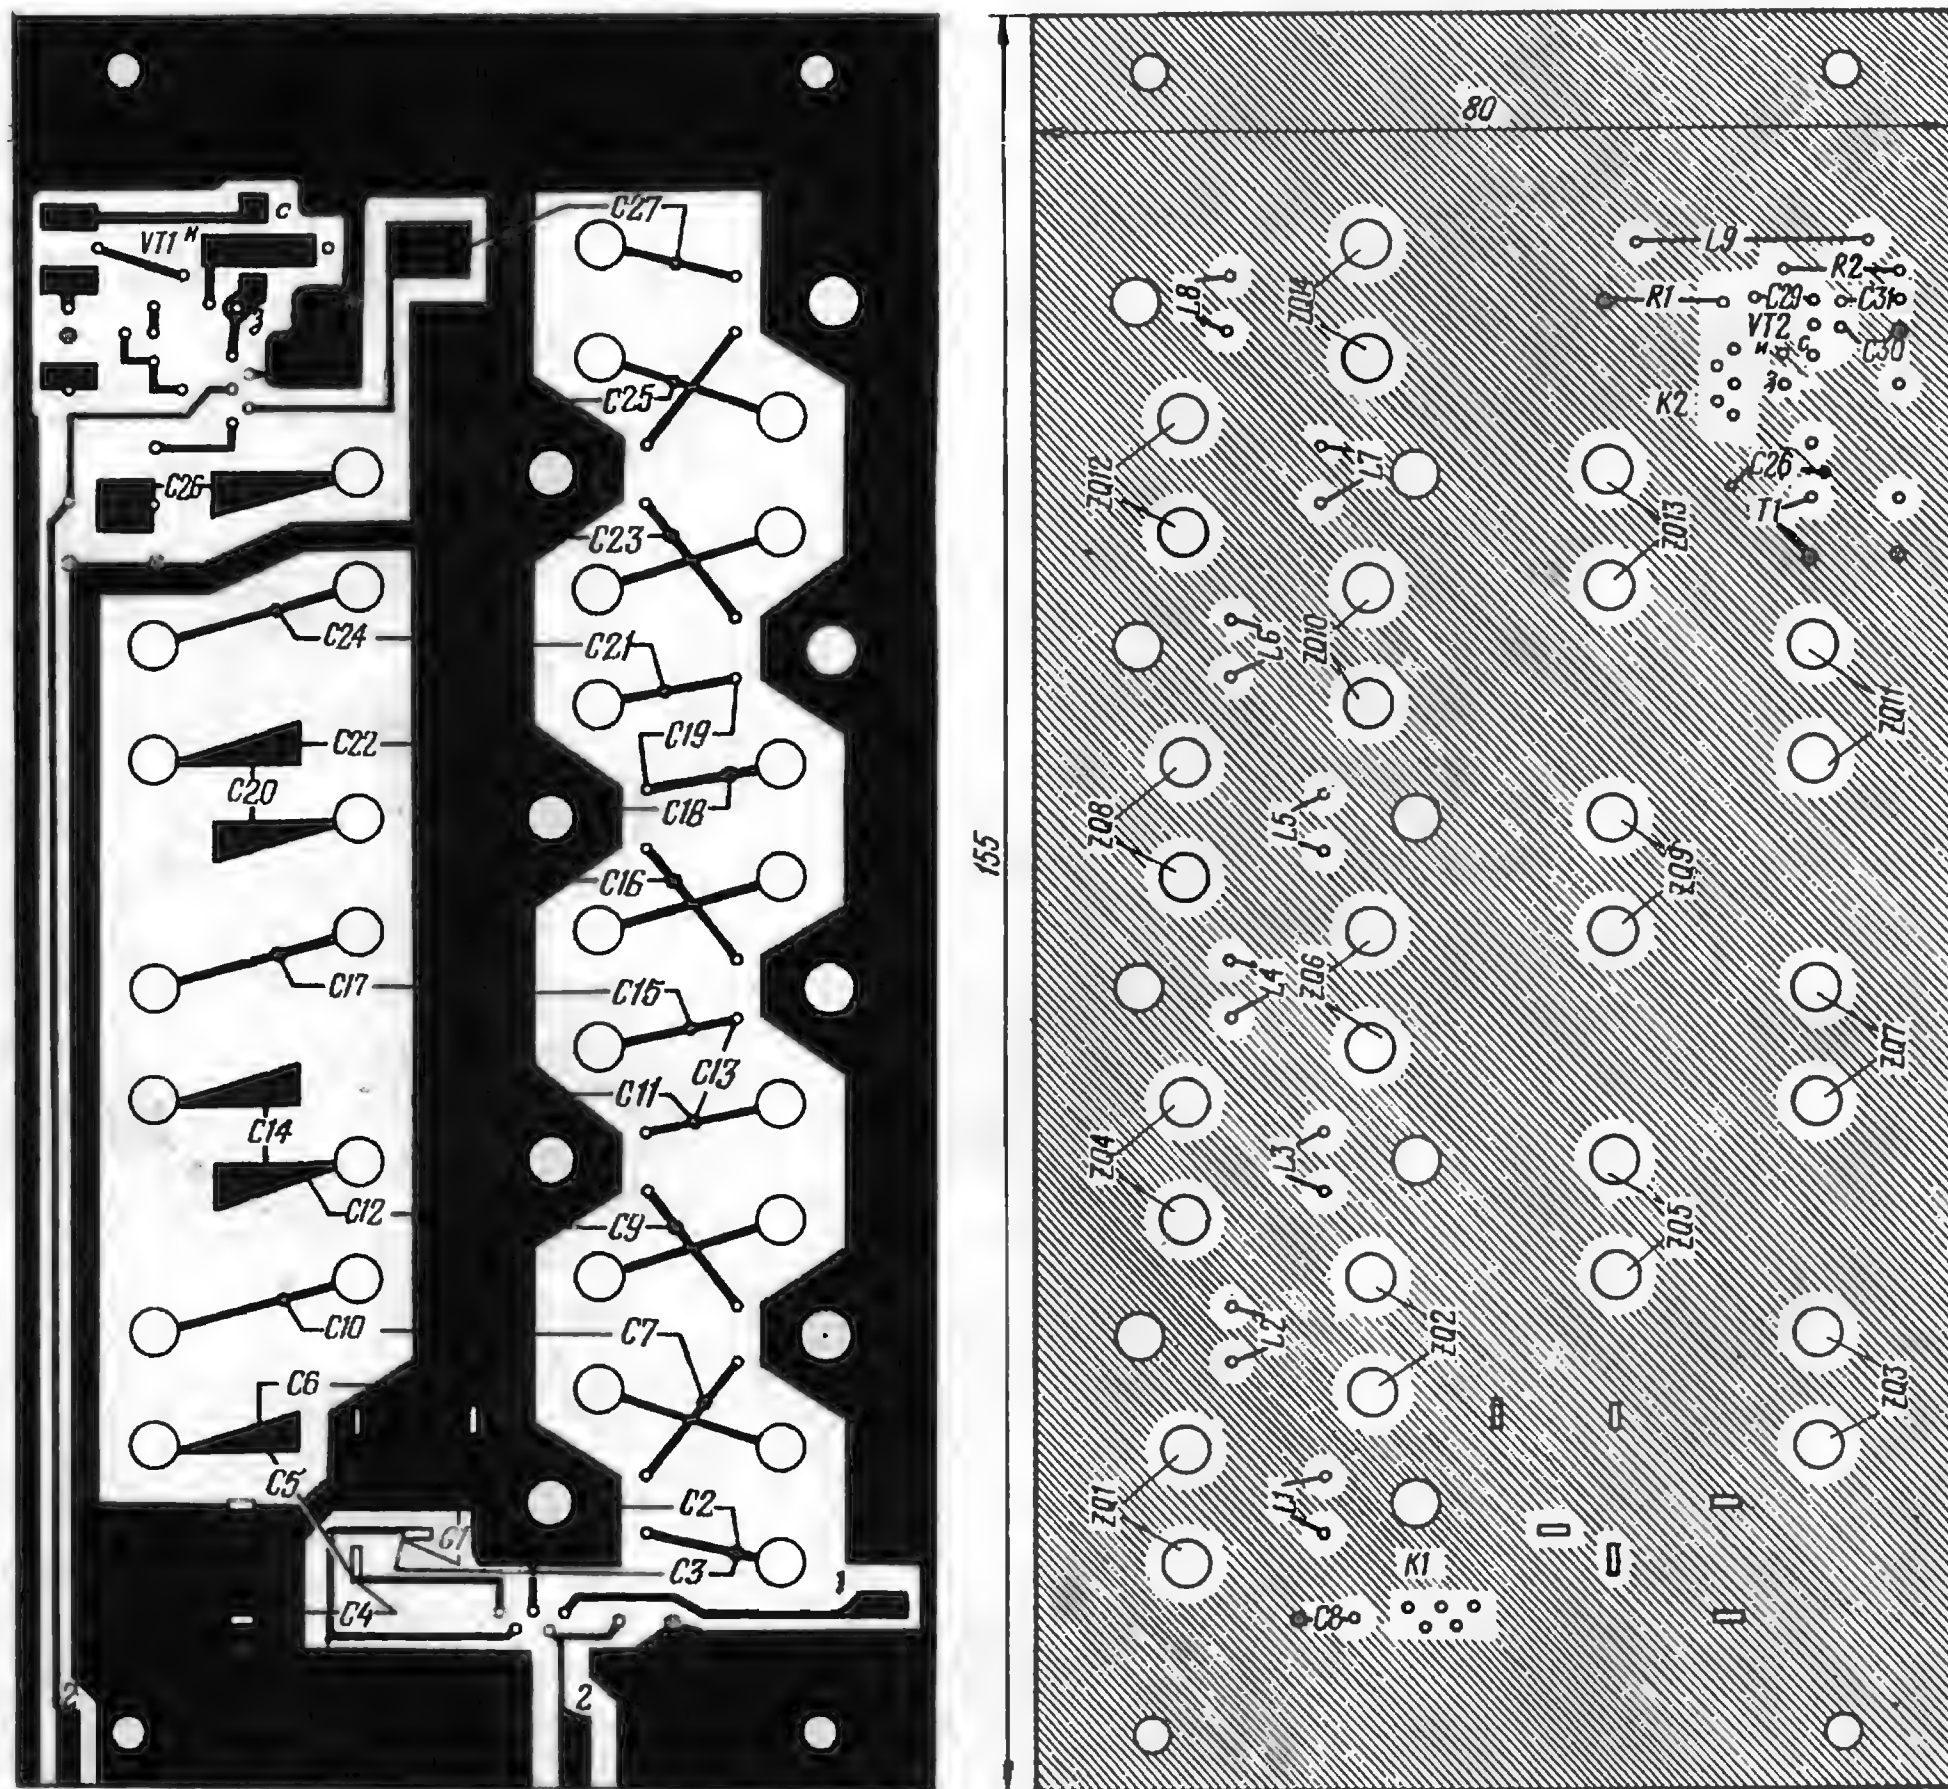 C27
с
VT1 и
з
C25
C26
C23
C24
C21
C22
C19
C20
C18
C16
C17
C15
C13
C11
C14
C12
C9
C10
C7
C6
C5
C2
C1
C3
C4
1
2
2
155
80
L9
R2
L8
ZQ14
R1
C29
C31
VT2
и с
C30
з
K2
ZQ12
L7
C26
T1
ZQ13
L6
ZQ10
ZQ11
L5
ZQ8
ZQ9
L4
ZQ6
ZQ7
L3
ZQ4
ZQ5
L2
ZQ2
ZQ3
L1
ZQ1
K1
C8